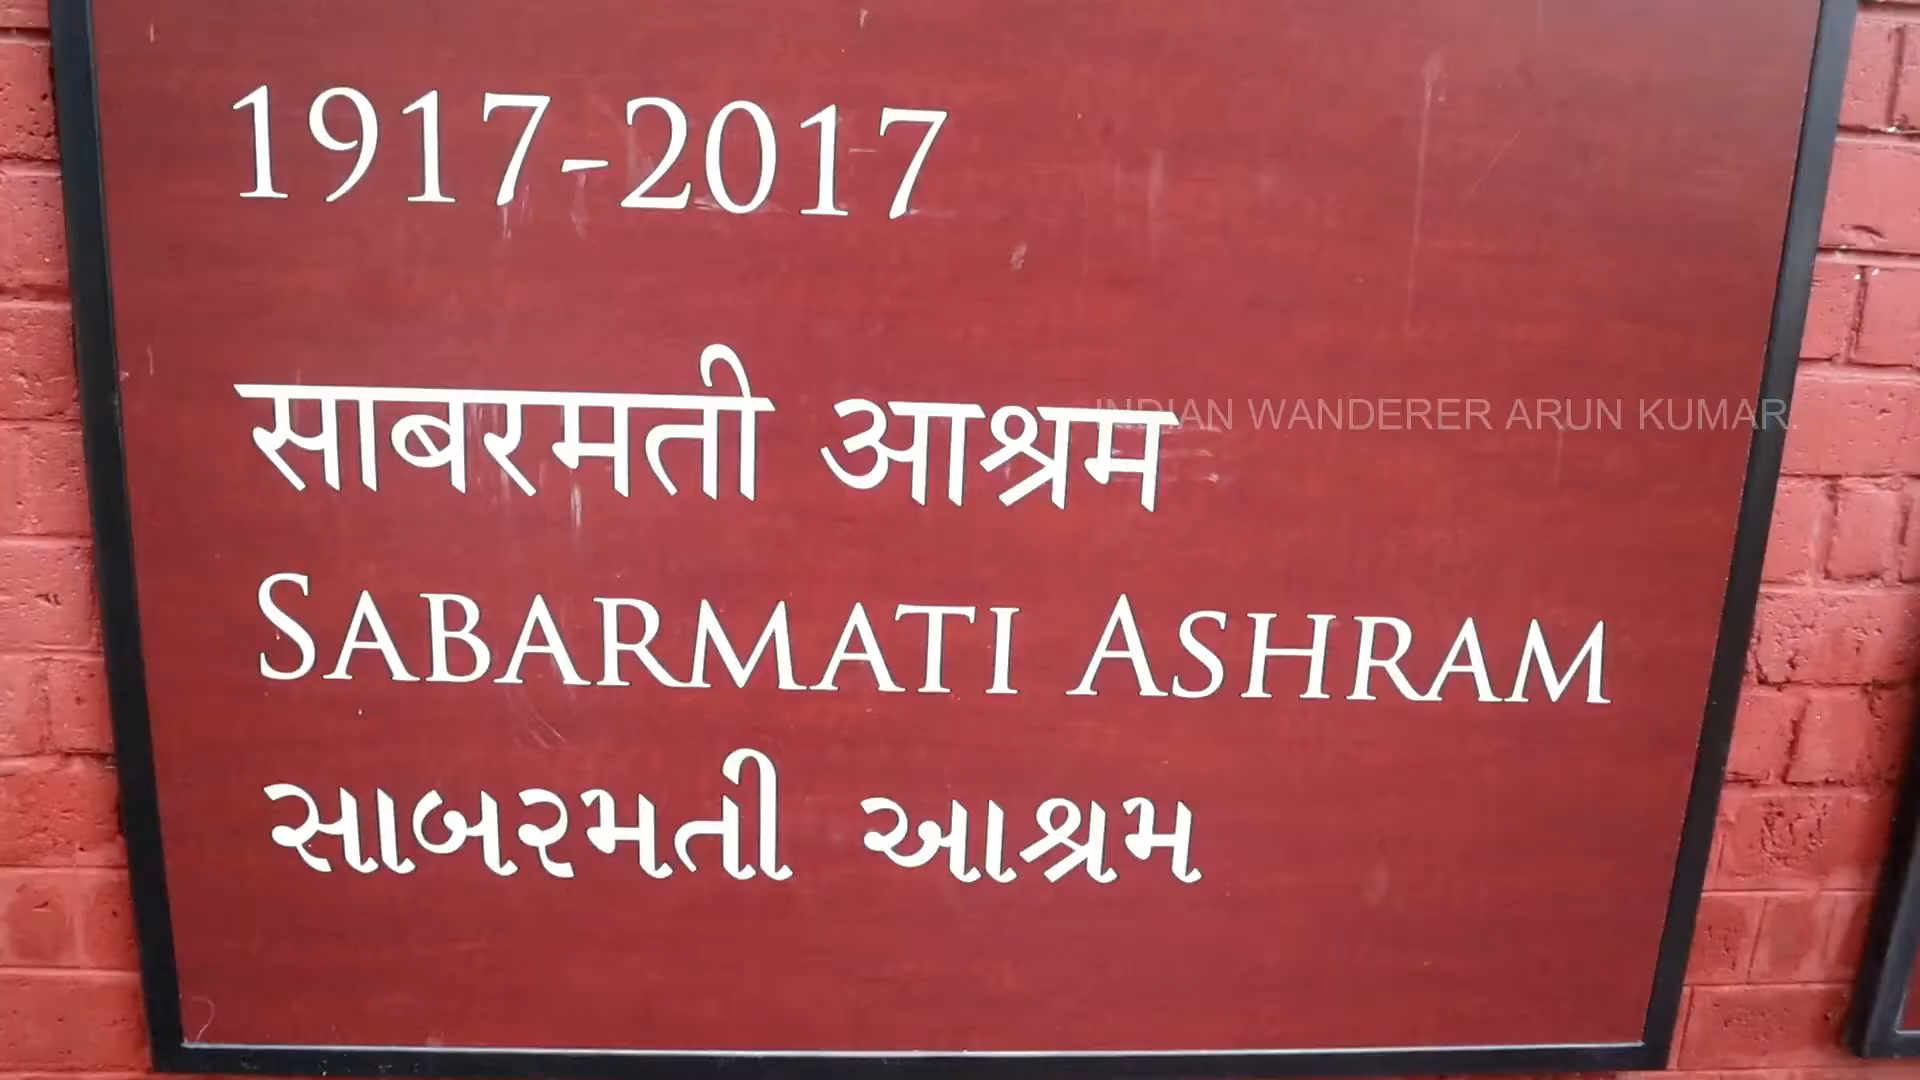 1917-2017
साबरमती आश्रम
INDIAN WANDERER ARUN KUMAR.
SABARMATI ASHRAM
સાબરમતી આશ્રમ